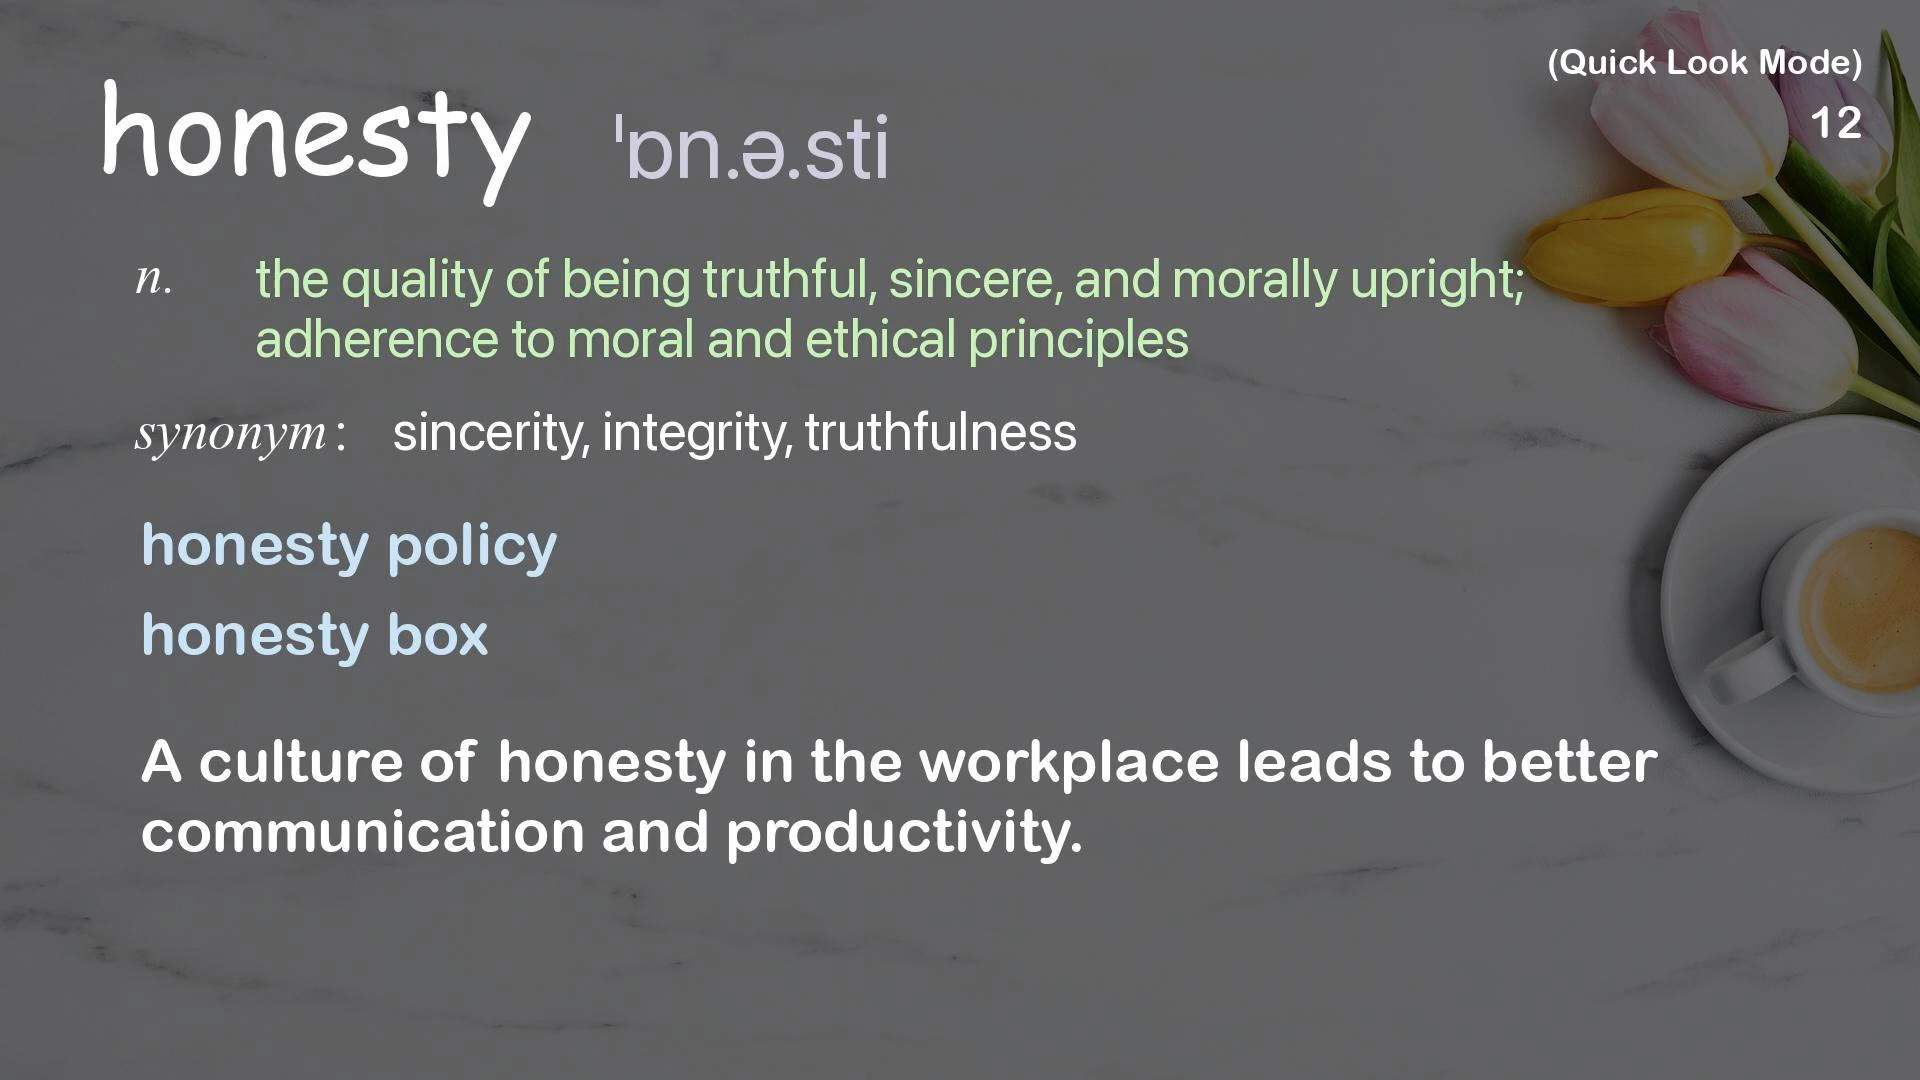 (Quick Look Mode)
12
honesty ˈɒn.ə.sti
n. the quality of being truthful, sincere, and morally upright;
adherence to moral and ethical principles
synonym: sincerity, integrity, truthfulness
honesty policy
honesty box
A culture of honesty in the workplace leads to better
communication and productivity.